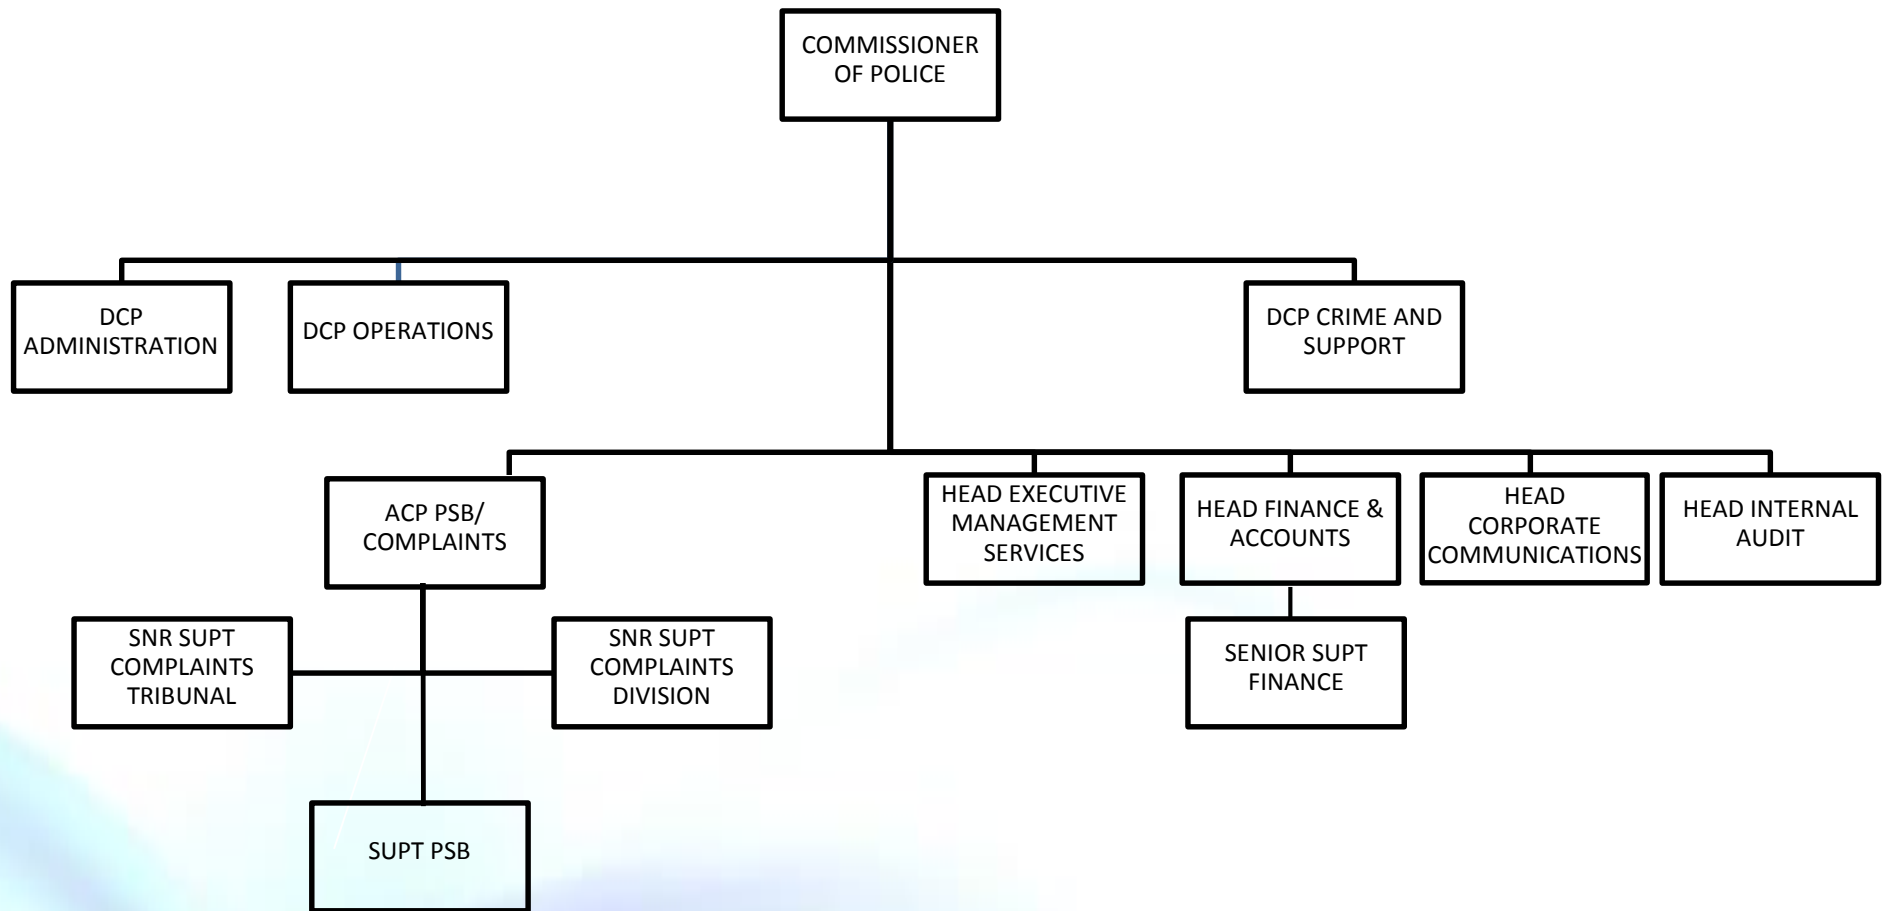 COMMISSIONER
OF POLICE
DCP
ADMINISTRATION
DCP OPERATIONS
DCP CRIME AND
SUPPORT
ACP PSB/
COMPLAINTS
HEAD EXECUTIVE
MANAGEMENT
SERVICES
HEAD FINANCE &
ACCOUNTS
HEAD
CORPORATE
COMMUNICATIONS
HEAD INTERNAL
AUDIT
SNR SUPT
COMPLAINTS
TRIBUNAL
SNR SUPT
COMPLAINTS
DIVISION
SENIOR SUPT
FINANCE
SUPT PSB